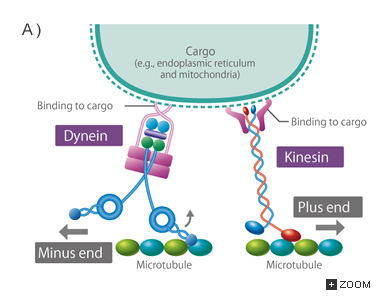 A)
Cargo
(e.g., endoplasmic reticulum
and mitochondria)
Binding to cargo
Binding to cargo
Dynein
Kinesin
Plus end
Minus end
Microtubule
Microtubule
+ ZOOM